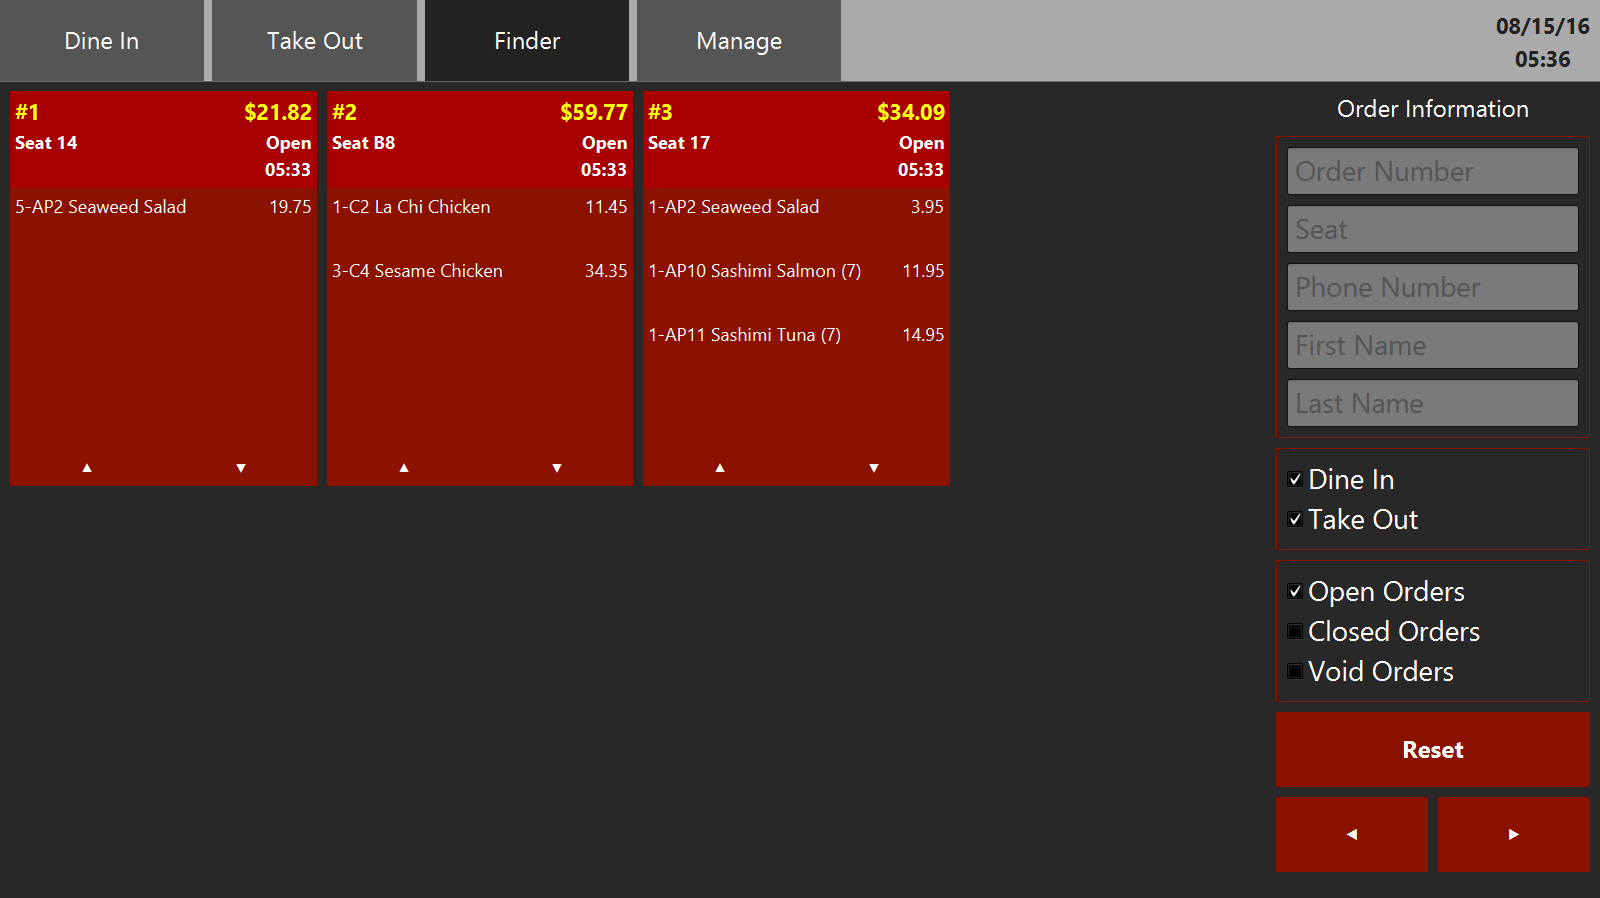 Dine In
Take Out
Finder
Manage
08/15/16
05:36
#1 $21.82
Seat 14 Open
05:33
5-AP2 Seaweed Salad 19.75
▲ ▼
#2 $59.77
Seat B8 Open
05:33
1-C2 La Chi Chicken 11.45
3-C4 Sesame Chicken 34.35
▲ ▼
#3 $34.09
Seat 17 Open
05:33
1-AP2 Seaweed Salad 3.95
1-AP10 Sashimi Salmon (7) 11.95
1-AP11 Sashimi Tuna (7) 14.95
▲ ▼
Order Information
Order Number
Seat
Phone Number
First Name
Last Name
Dine In
Take Out
Open Orders
Closed Orders
Void Orders
Reset
◄ ►